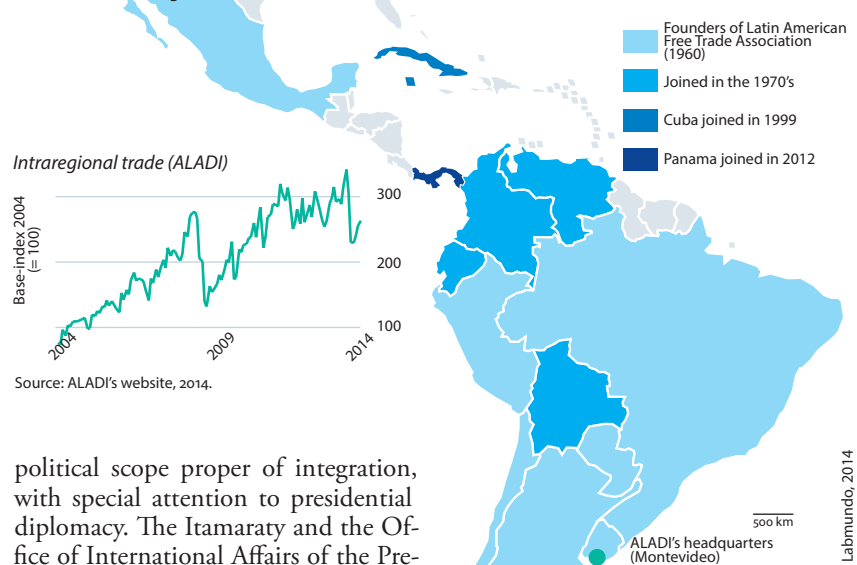 Founders of Latin American
Free Trade Association
(1960)
Joined in the 1970's
Cuba joined in 1999
Panama joined in 2012
Intraregional trade (ALADI)
Base-index 2004
(= 100)
300
200
100
2004
2009
2014
Source: ALADI's website, 2014.
political scope proper of integration,
with special attention to presidential
diplomacy. The Itamaraty and the Of-
fice of International Affairs of the Pre-
500 km
ALADI's headquarters
(Montevideo)
Labmundo, 2014